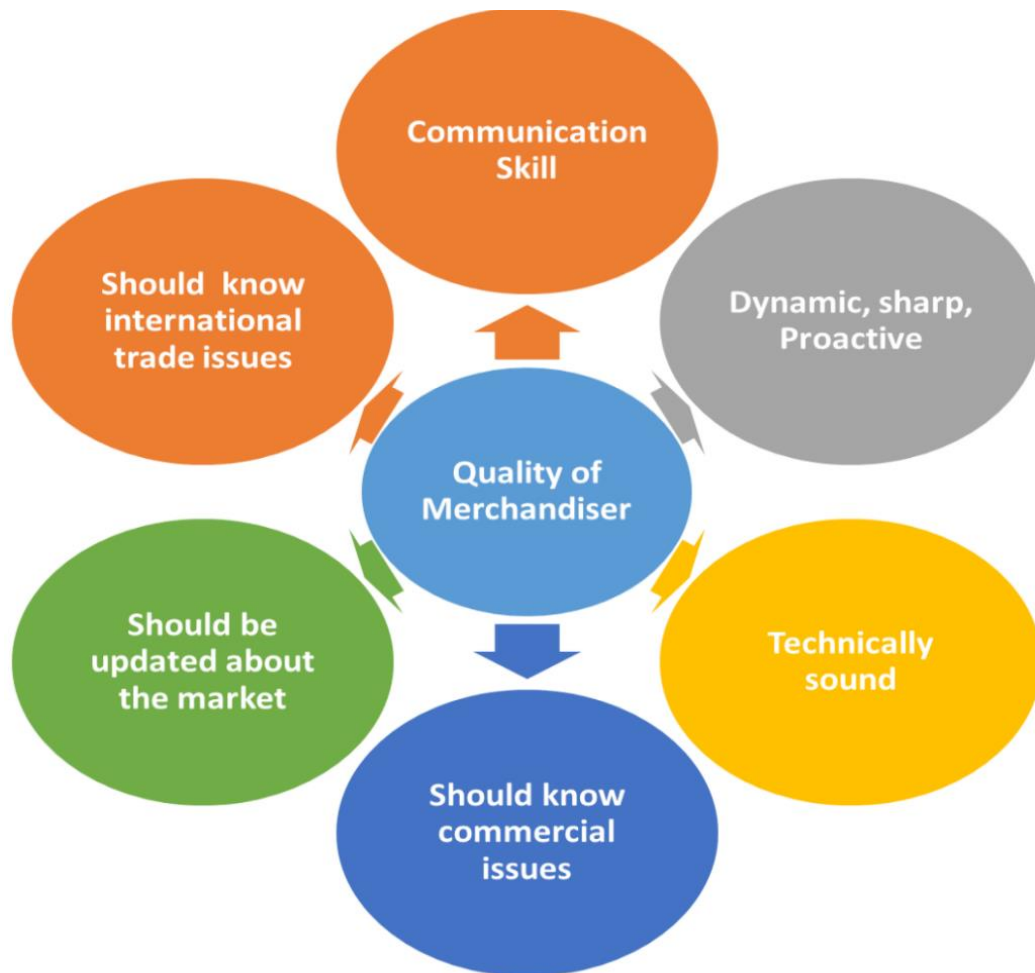 Communication
Skill
Dynamic, sharp,
Proactive
Technically
sound
Should know
commercial
issues
Should be
updated about
the market
Should know
international
trade issues
Quality of
Merchandiser